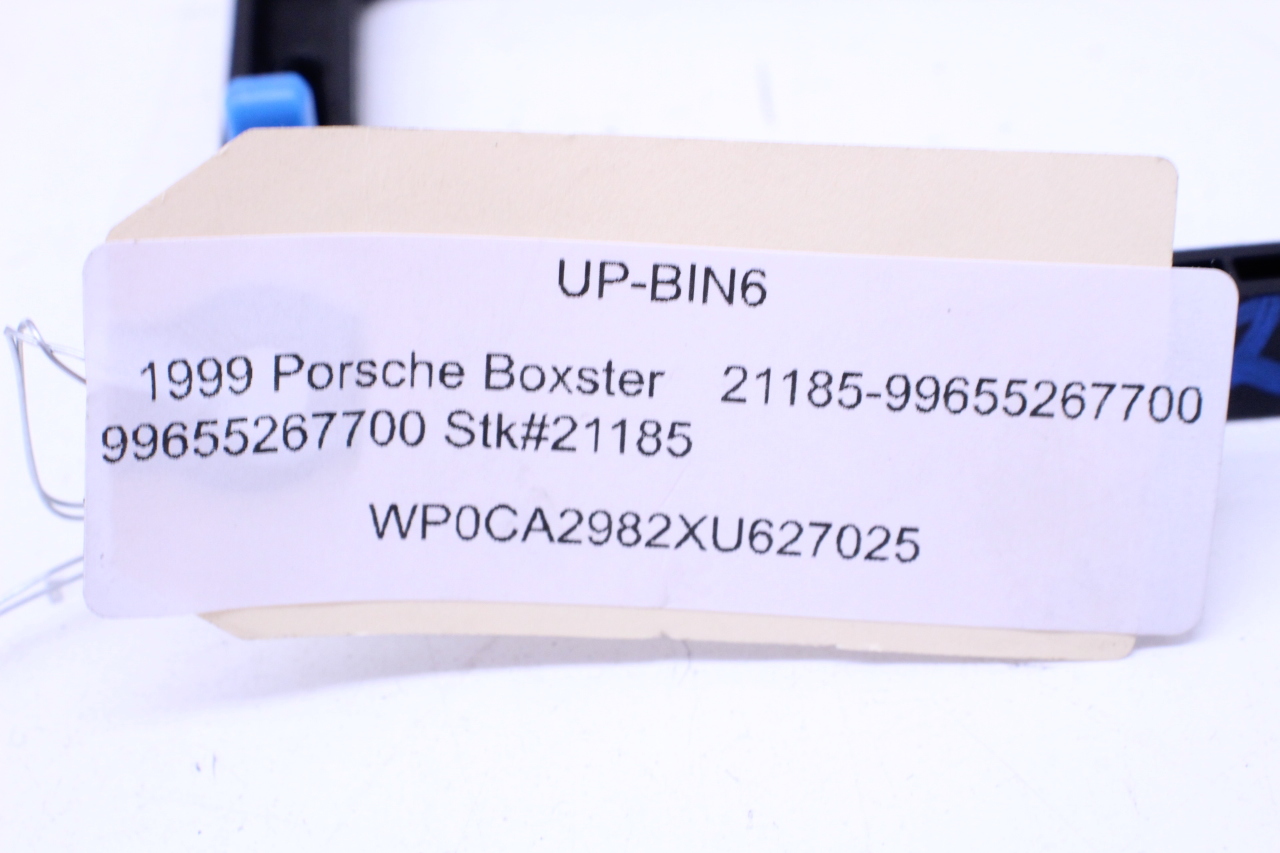 UP-BIN6
1999 Porsche Boxster 21185-99655267700
99655267700 Stk#21185
WP0CA2982XU627025